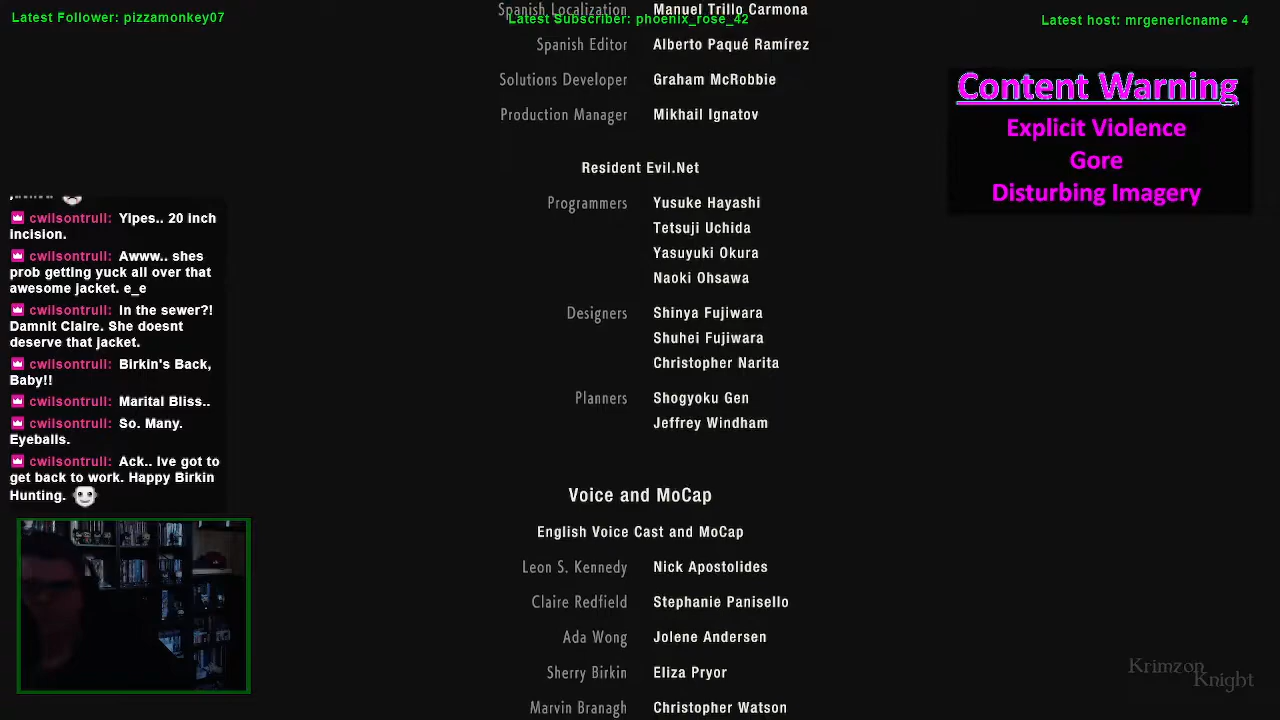 Latest Follower: pizzamonkey07
Latest Subscriber: phoenix_rose_42
Latest host: mrgenericname - 4
Spanish Localization Manuel Trillo Carmona
Spanish Editor Alberto Paqué Ramírez
Solutions Developer Graham McRobbie
Production Manager Mikhail Ignatov
Resident Evil.Net
Programmers Yusuke Hayashi
Tetsuji Uchida
Yasuyuki Okura
Naoki Ohsawa
Designers Shinya Fujiwara
Shuhei Fujiwara
Christopher Narita
Planners Shogyoku Gen
Jeffrey Windham
Voice and MoCap
English Voice Cast and MoCap
Leon S. Kennedy Nick Apostolides
Claire Redfield Stephanie Panisello
Ada Wong Jolene Andersen
Sherry Birkin Eliza Pryor
Marvin Branagh Christopher Watson
Content Warning
Explicit Violence
Gore
Disturbing Imagery
cwilsontrull: Yipes.. 20 inch
incision.
cwilsontrull: Awww.. shes
prob getting yuck all over that
awesome jacket. e_e
cwilsontrull: In the sewer?!
Damnit Claire. She doesnt
deserve that jacket.
cwilsontrull: Birkin's Back,
Baby!!
cwilsontrull: Marital Bliss..
cwilsontrull: So. Many.
Eyeballs.
cwilsontrull: Ack.. Ive got to
get back to work. Happy Birkin
Hunting.
Krimzon
Knight